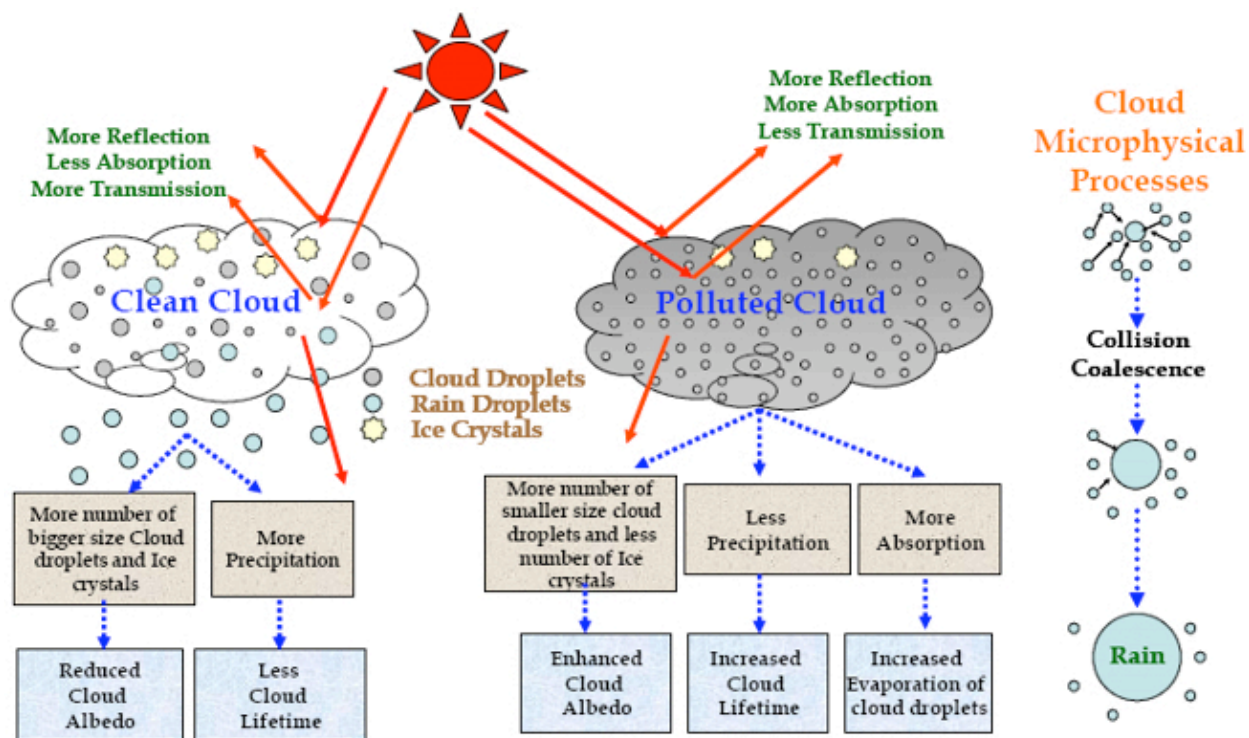 More Reflection
Less Absorption
More Transmission
More Reflection
More Absorption
Less Transmission
Cloud
Microphysical
Processes
Clean Cloud
Polluted Cloud
Cloud Droplets
Rain Droplets
Ice Crystals
Collision
Coalescence
More number of
bigger size Cloud
droplets and Ice
crystals
More
Precipitation
More number of
smaller size cloud
droplets and less
number of Ice
crystals
Less
Precipitation
More
Absorption
Reduced
Cloud
Albedo
Less
Cloud
Lifetime
Enhanced
Cloud
Albedo
Increased
Cloud
Lifetime
Increased
Evaporation of
cloud droplets
Rain